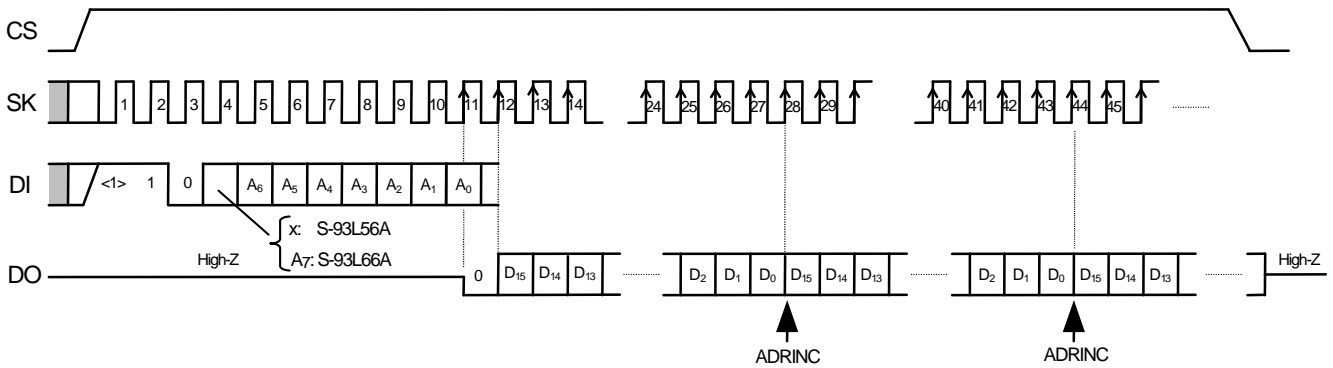 CS
SK 1 2 3 4 5 6 7 8 9 10 11 12 13 14 24 25 26 27 28 29 40 41 42 43 44 45
DI <1> 1 0 A6 A5 A4 A3 A2 A1 A0
x: S-93L56A
A7: S-93L66A
DO High-Z 0 D15 D14 D13 D2 D1 D0 D15 D14 D13 D2 D1 D0 D15 D14 D13 High-Z
ADRINC ADRINC